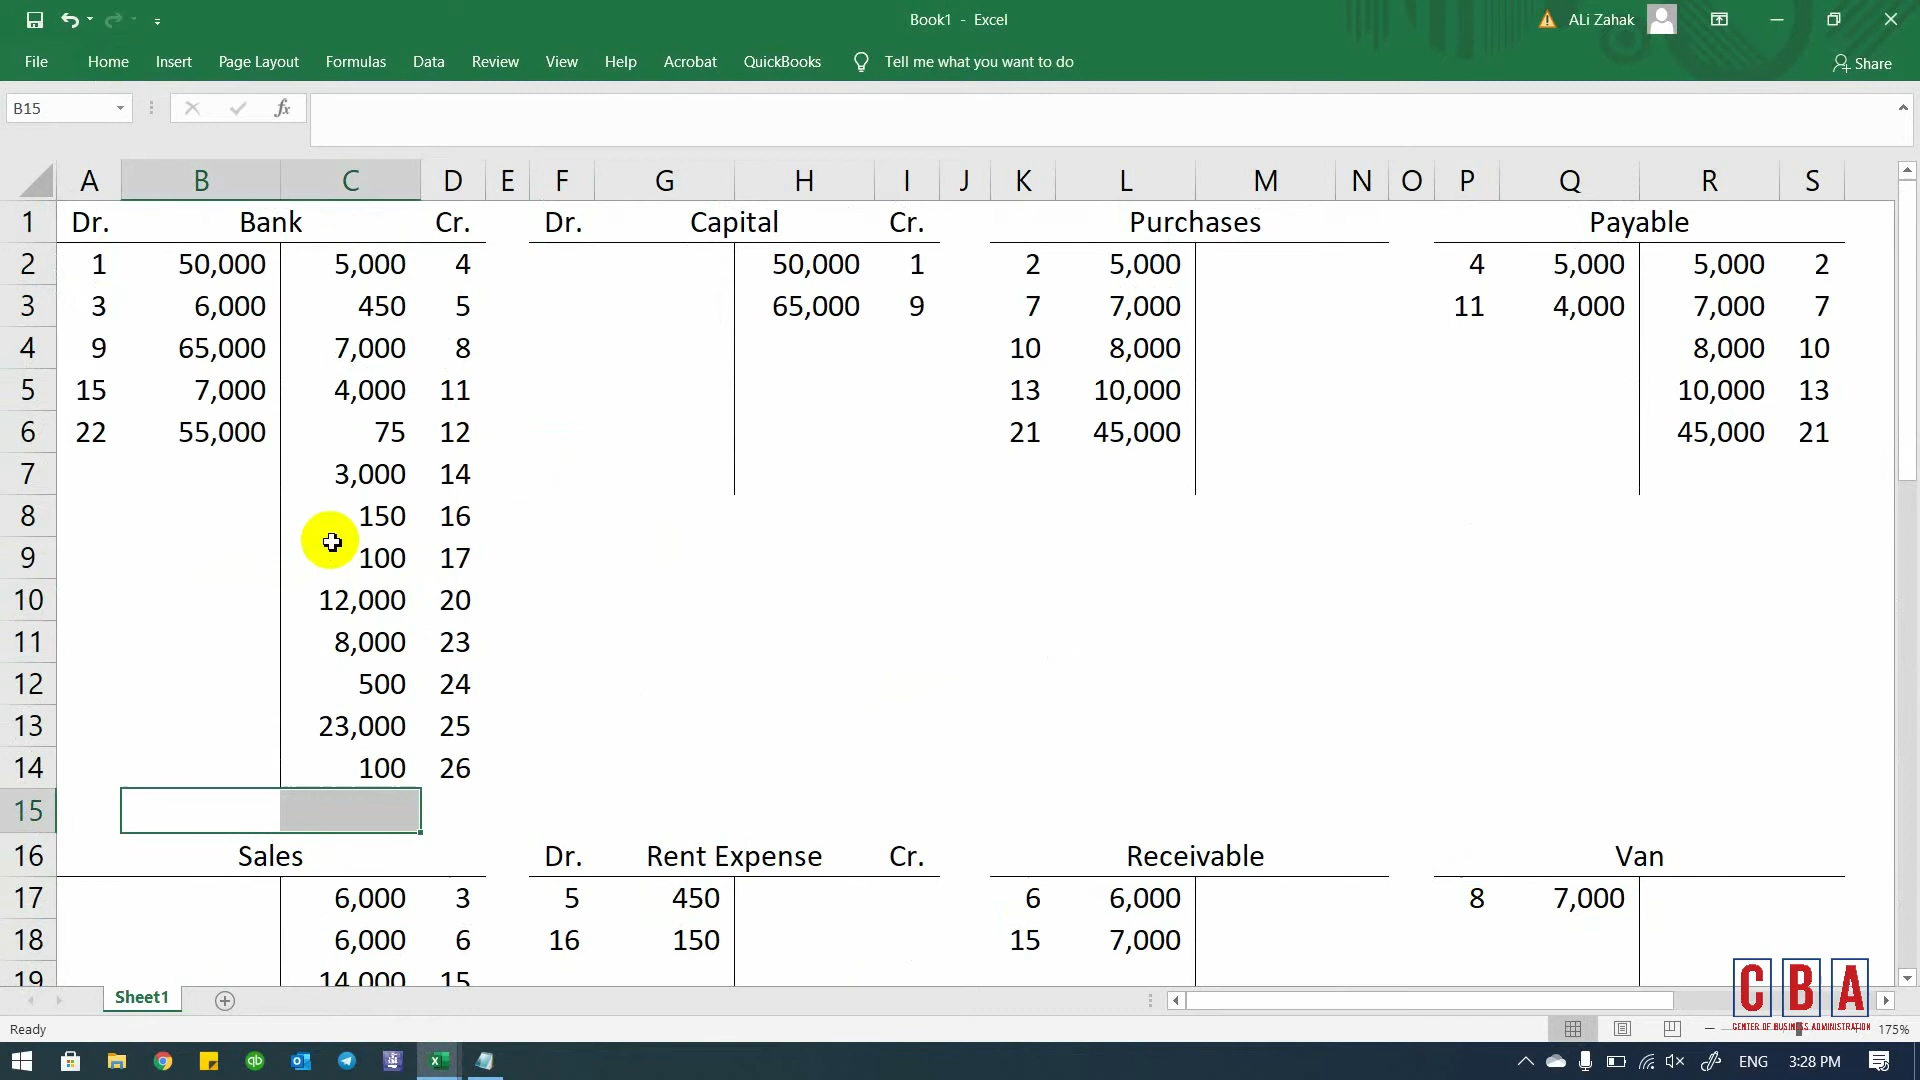 Book1 - Excel
ALi Zahak
File Home Insert Page Layout Formulas Data Review View Help Acrobat QuickBooks Tell me what you want to do
Share
B15
fx
A B C D E F G H I J K L M N O P Q R S
1 Dr. Bank Cr. Dr. Capital Cr. Purchases Payable
2 1 50,000 5,000 4 50,000 1 2 5,000 4 5,000 5,000 2
3 3 6,000 450 5 65,000 9 7 7,000 11 4,000 7,000 7
4 9 65,000 7,000 8 10 8,000 8,000 10
5 15 7,000 4,000 11 13 10,000 10,000 13
6 22 55,000 75 12 21 45,000 45,000 21
7 3,000 14
8 150 16
9 100 17
10 12,000 20
11 8,000 23
12 500 24
13 23,000 25
14 100 26
15
16 Sales Dr. Rent Expense Cr. Receivable Van
17 6,000 3 5 450 6 6,000 8 7,000
18 6,000 6 16 150 15 7,000
19 14,000 15
Sheet1
CBA
CENTER OF BUSINESS ADMINISTRATION
Ready
175%
ENG 3:28 PM